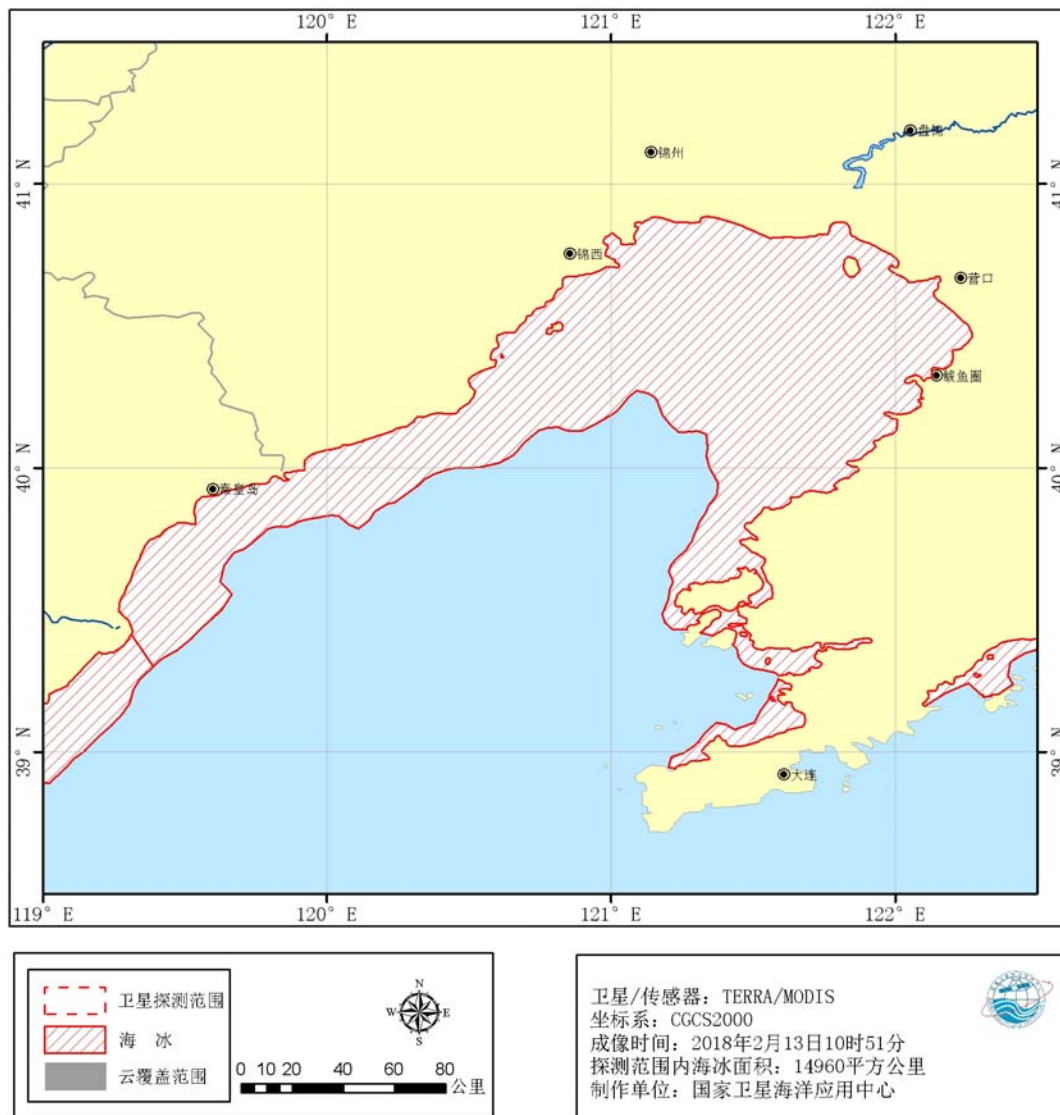 120° E
121° E
122° E
盘锦
锦州
41° N
41° N
锦西
营口
鲅鱼圈
40° N
40° N
秦皇岛
39° N
39° N
大连
119° E
120° E
121° E
122° E
卫星探测范围
海 冰
云覆盖范围
N
W
E
S
0 10 20 40 60 80
公里
卫星/传感器：TERRA/MODIS
坐标系：CGCS2000
成像时间：2018年2月13日10时51分
探测范围内海冰面积：14960平方公里
制作单位：国家卫星海洋应用中心